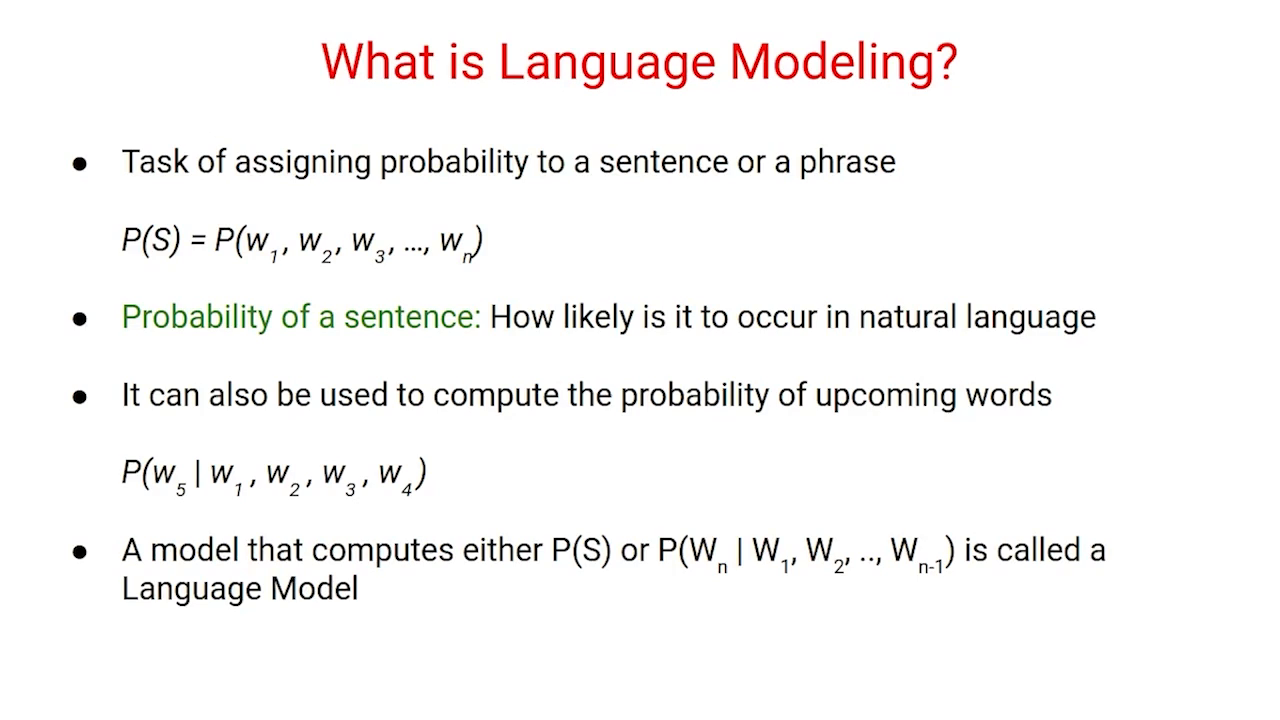 What is Language Modeling?
● Task of assigning probability to a sentence or a phrase
P(S) = P(w₁, w₂, w₃, …, wₙ)
● Probability of a sentence: How likely is it to occur in natural language
● It can also be used to compute the probability of upcoming words
P(w₅ | w₁, w₂, w₃, w₄)
● A model that computes either P(S) or P(Wₙ | W₁, W₂, .., Wₙ₋₁) is called a
Language Model